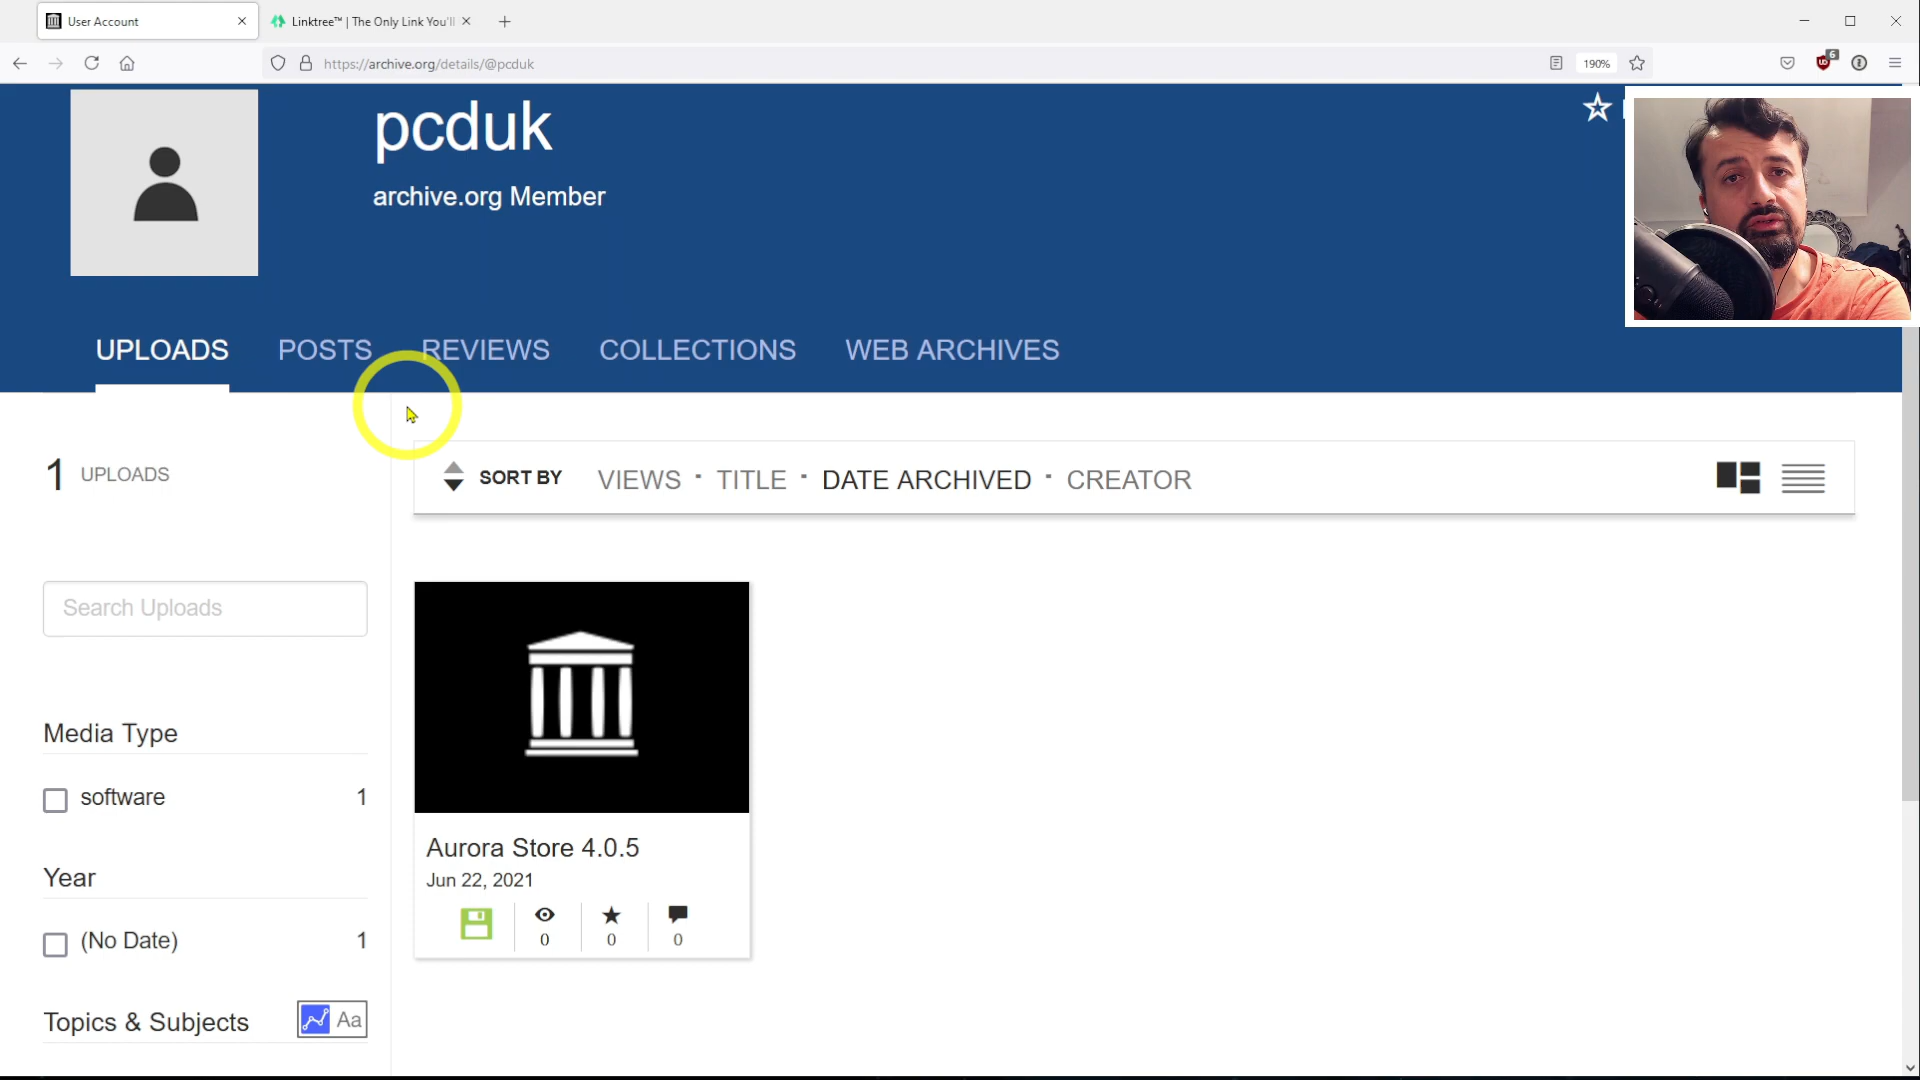 User Account
Linktree™ | The Only Link You'll
https://archive.org/details/@pcduk
190%
6
pcduk
archive.org Member
UPLOADS
POSTS
REVIEWS
COLLECTIONS
WEB ARCHIVES
1 UPLOADS
SORT BY
VIEWS
TITLE
DATE ARCHIVED
CREATOR
Search Uploads
Media Type
software
1
Year
(No Date)
1
Topics & Subjects
Aa
Aurora Store 4.0.5
Jun 22, 2021
0
0
0